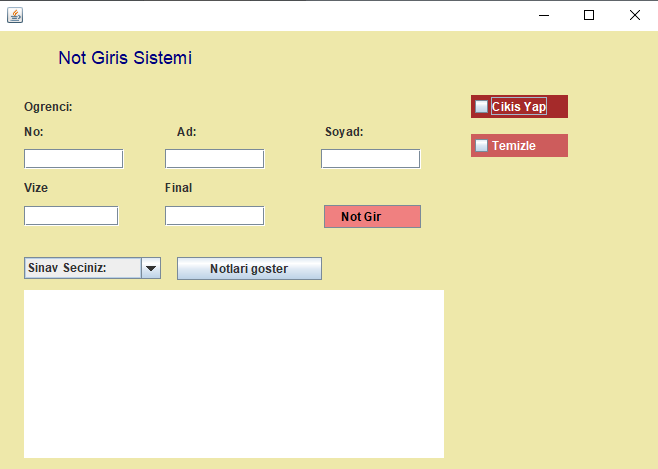 Not Giris Sistemi
Ogrenci:
Cikis Yap
No: Ad: Soyad:
Temizle
Vize Final
Not Gir
Sinav Seciniz: Notlari goster